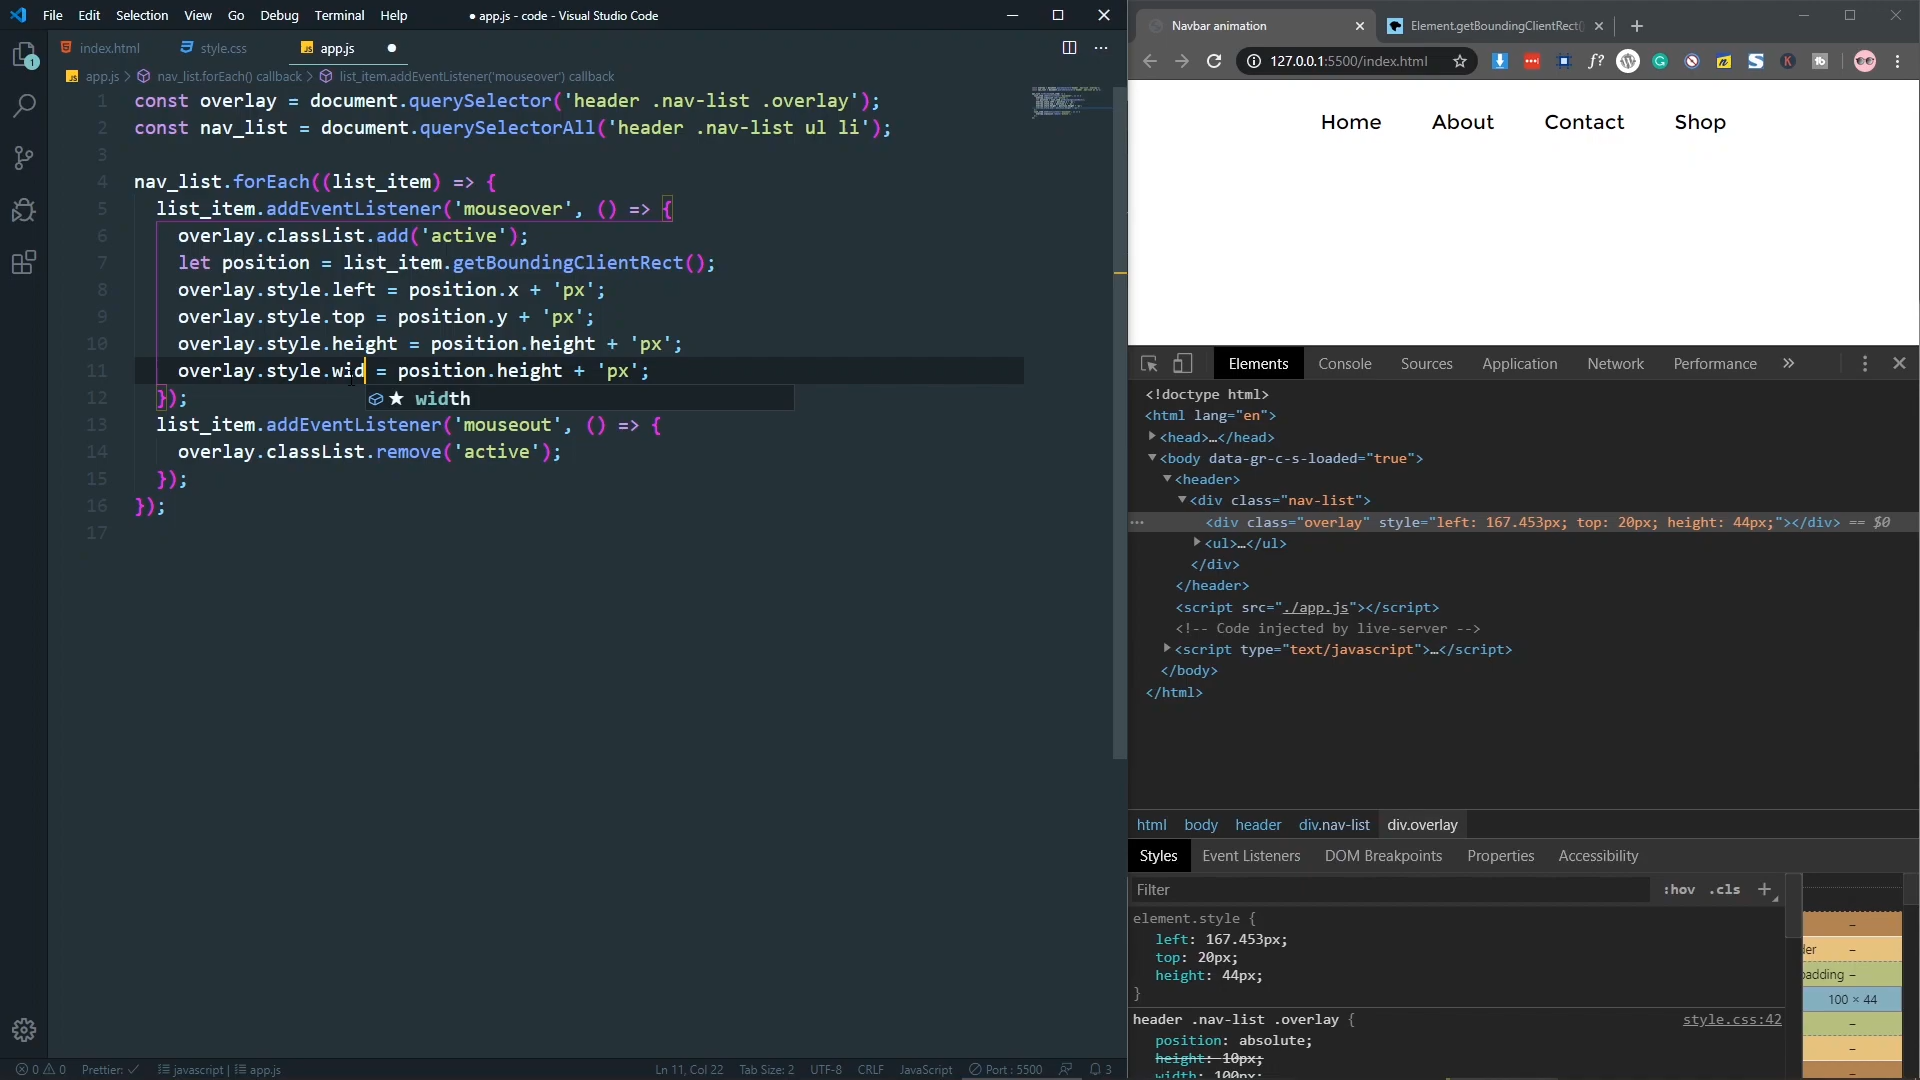 File Edit Selection View Go Debug Terminal Help
● app.js - code - Visual Studio Code
index.html
style.css
JS app.js
1
JS app.js > nav_list.forEach() callback > list_item.addEventListener('mouseover') callback
1 const overlay = document.querySelector('header .nav-list .overlay');
2 const nav_list = document.querySelectorAll('header .nav-list ul li');
3
4 nav_list.forEach((list_item) => {
5 list_item.addEventListener('mouseover', () => {
6 overlay.classList.add('active');
7 let position = list_item.getBoundingClientRect();
8 overlay.style.left = position.x + 'px';
9 overlay.style.top = position.y + 'px';
10 overlay.style.height = position.height + 'px';
11 overlay.style.wid = position.height + 'px';
width
12 });
13 list_item.addEventListener('mouseout', () => {
14 overlay.classList.remove('active');
15 });
16 });
17
0 0 Prettier: ✓ javascript | app.js
Ln 11, Col 22 Tab Size: 2 UTF-8 CRLF JavaScript Port : 5500 3
Navbar animation
Element.getBoundingClientRect()
127.0.0.1:5500/index.html
Home About Contact Shop
Elements Console Sources Application Network Performance »
<!doctype html>
<html lang="en">
<head>…</head>
<body data-gr-c-s-loaded="true">
<header>
<div class="nav-list">
<div class="overlay" style="left: 167.453px; top: 20px; height: 44px;"></div> == $0
<ul>…</ul>
</div>
</header>
<script src="./app.js"></script>
<!-- Code injected by live-server -->
<script type="text/javascript">…</script>
</body>
</html>
html body header div.nav-list div.overlay
Styles Event Listeners DOM Breakpoints Properties Accessibility
Filter
:hov .cls +
element.style {
left: 167.453px;
top: 20px;
height: 44px;
}
header .nav-list .overlay {
style.css:42
position: absolute;
height: 10px;
width: 100px;
–
der –
padding –
100 × 44
–
–
–